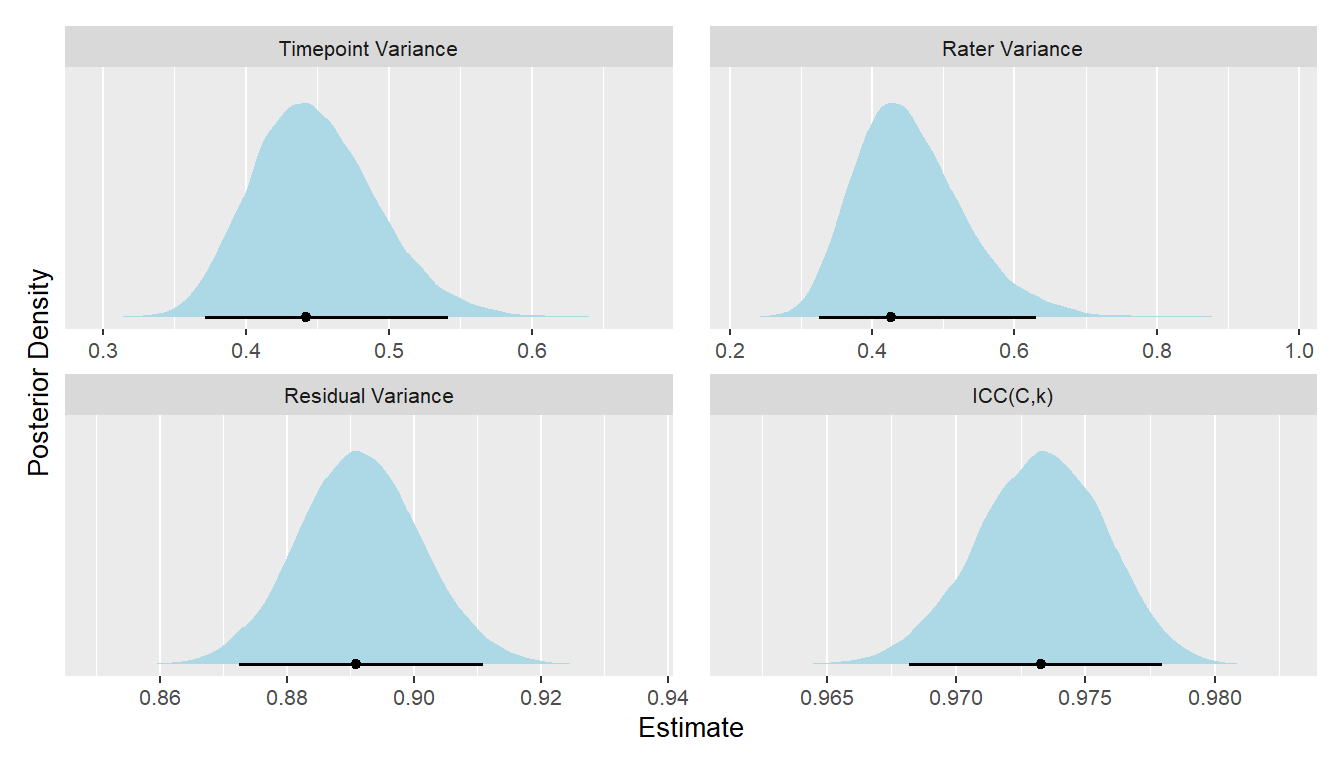 Timepoint Variance
Rater Variance
0.3 0.4 0.5 0.6
0.2 0.4 0.6 0.8 1.0
Residual Variance
ICC(C,k)
0.86 0.88 0.90 0.92 0.94
0.965 0.970 0.975 0.980
Posterior Density
Estimate